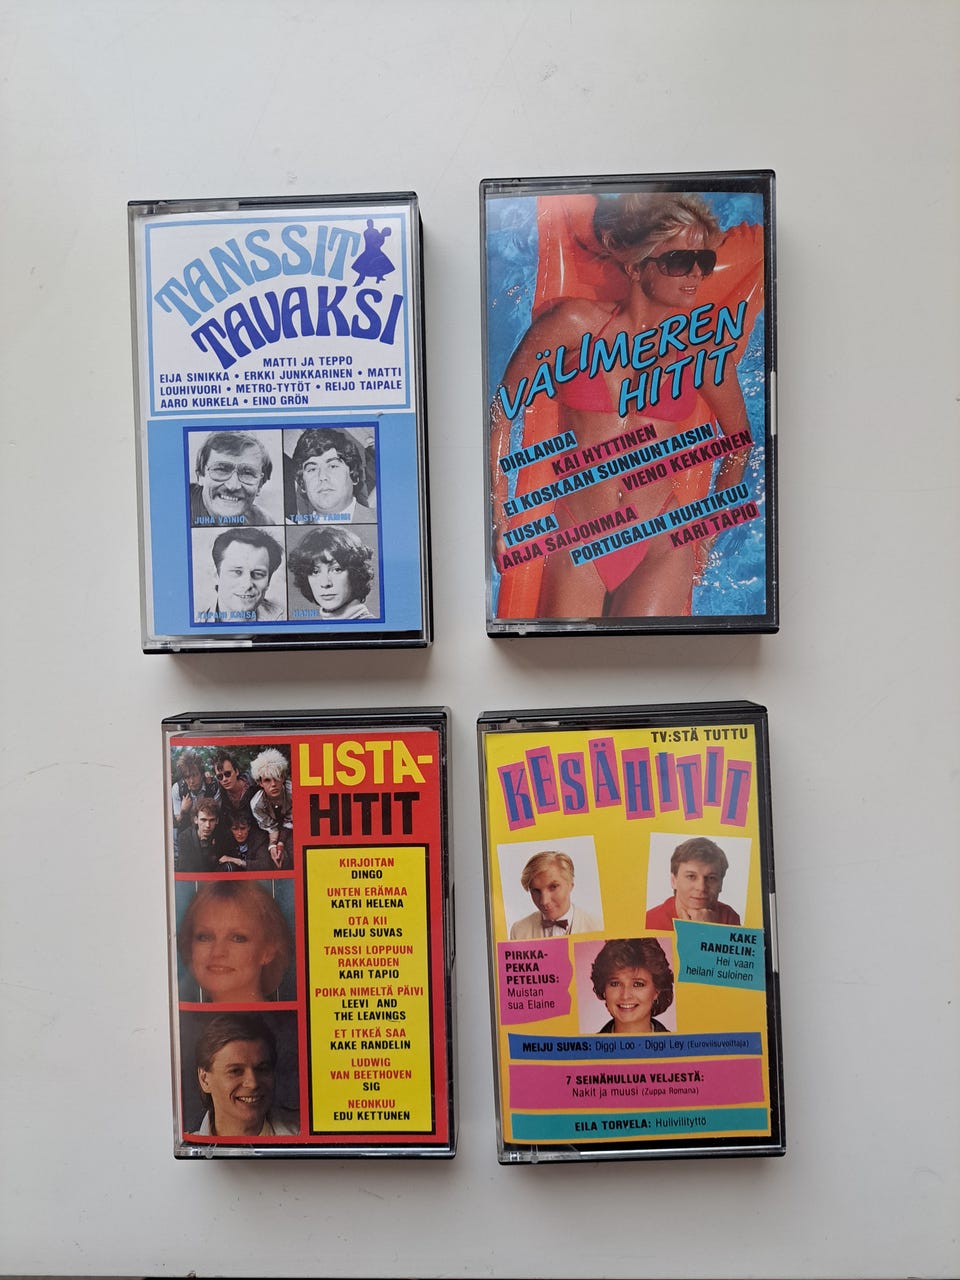 TANSSIT
TAVAKSI
MATTI JA TEPPO
EIJA SINIKKA • ERKKI JUNKKARINEN • MATTI
LOUHIVUORI • METRO-TYTÖT • REIJO TAIPALE
AARO KURKELA • EINO GRÖN
JUHA VAINIO
TAISTO TAMMI
TAPANI KANSA
DANNY
VÄLIMEREN
HITIT
DIRLANDA
KAI HYTTINEN
EI KOSKAAN SUNNUNTAISIN
VIENO KEKKONEN
TUSKA
ARJA SAIJONMAA
PORTUGALIN HUHTIKUU
KARI TAPIO
LISTA-
HITIT
KIRJOITAN
DINGO
UNTEN ERÄMAA
KATRI HELENA
OTA KII
MEIJU SUVAS
TANSSI LOPPUUN
RAKKAUDEN
KARI TAPIO
POIKA NIMELTÄ PÄIVI
LEEVI AND
THE LEAVINGS
ET ITKEÄ SAA
KAKE RANDELIN
LUDWIG
VAN BEETHOVEN
SIG
NEONKUU
EDU KETTUNEN
TV:STÄ TUTTU
KESÄHITIT
KAKE
RANDELIN:
Hei vaan
heilani suloinen
PIRKKA-
PEKKA
PETELIUS:
Muistan
sua Elaine
MEIJU SUVAS: Diggi Loo - Diggi Ley (Euroviisuvoittaja)
7 SEINÄHULLUA VELJESTÄ:
Nakit ja muusi (Zuppa Romana)
EILA TORVELA: Hulivilityttö